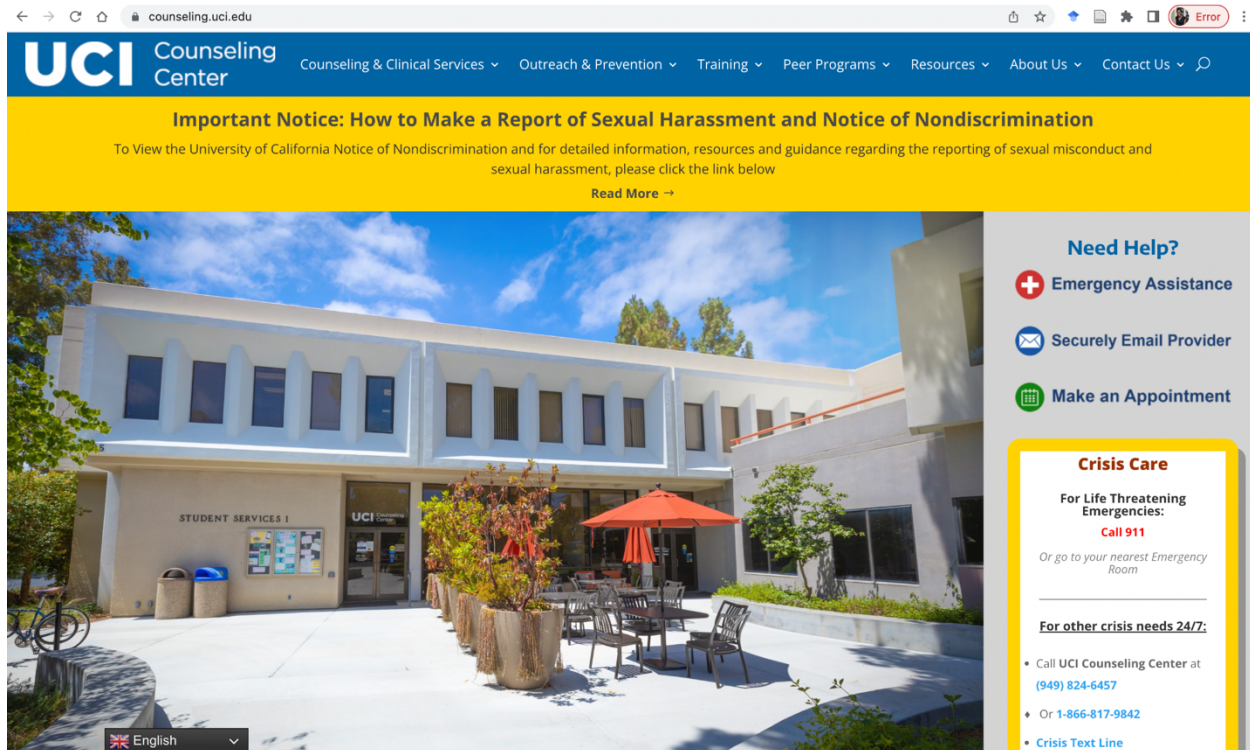 counseling.uci.edu
Error
UCI Counseling Center
Counseling & Clinical Services
Outreach & Prevention
Training
Peer Programs
Resources
About Us
Contact Us
Important Notice: How to Make a Report of Sexual Harassment and Notice of Nondiscrimination
To View the University of California Notice of Nondiscrimination and for detailed information, resources and guidance regarding the reporting of sexual misconduct and
sexual harassment, please click the link below
Read More →
STUDENT SERVICES I
UCI Counseling Center
Need Help?
Emergency Assistance
Securely Email Provider
Make an Appointment
Crisis Care
For Life Threatening
Emergencies:
Call 911
Or go to your nearest Emergency
Room
For other crisis needs 24/7:
• Call UCI Counseling Center at
(949) 824-6457
♦ Or 1-866-817-9842
• Crisis Text Line
English